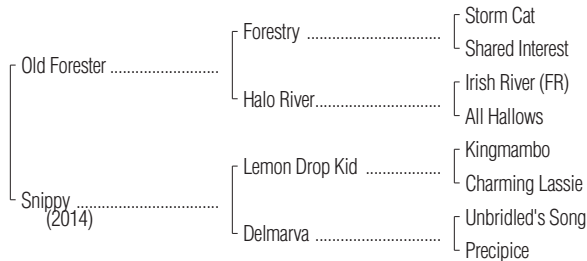 Storm Cat
Forestry ......................
Shared Interest
Old Forester ..............................
Irish River (FR)
Halo River..........................
All Hallows
Kingmambo
Lemon Drop Kid ....................
Charming Lassie
Snippy ........................................
(2014)
Unbridled's Song
Delmarva ..............................
Precipice